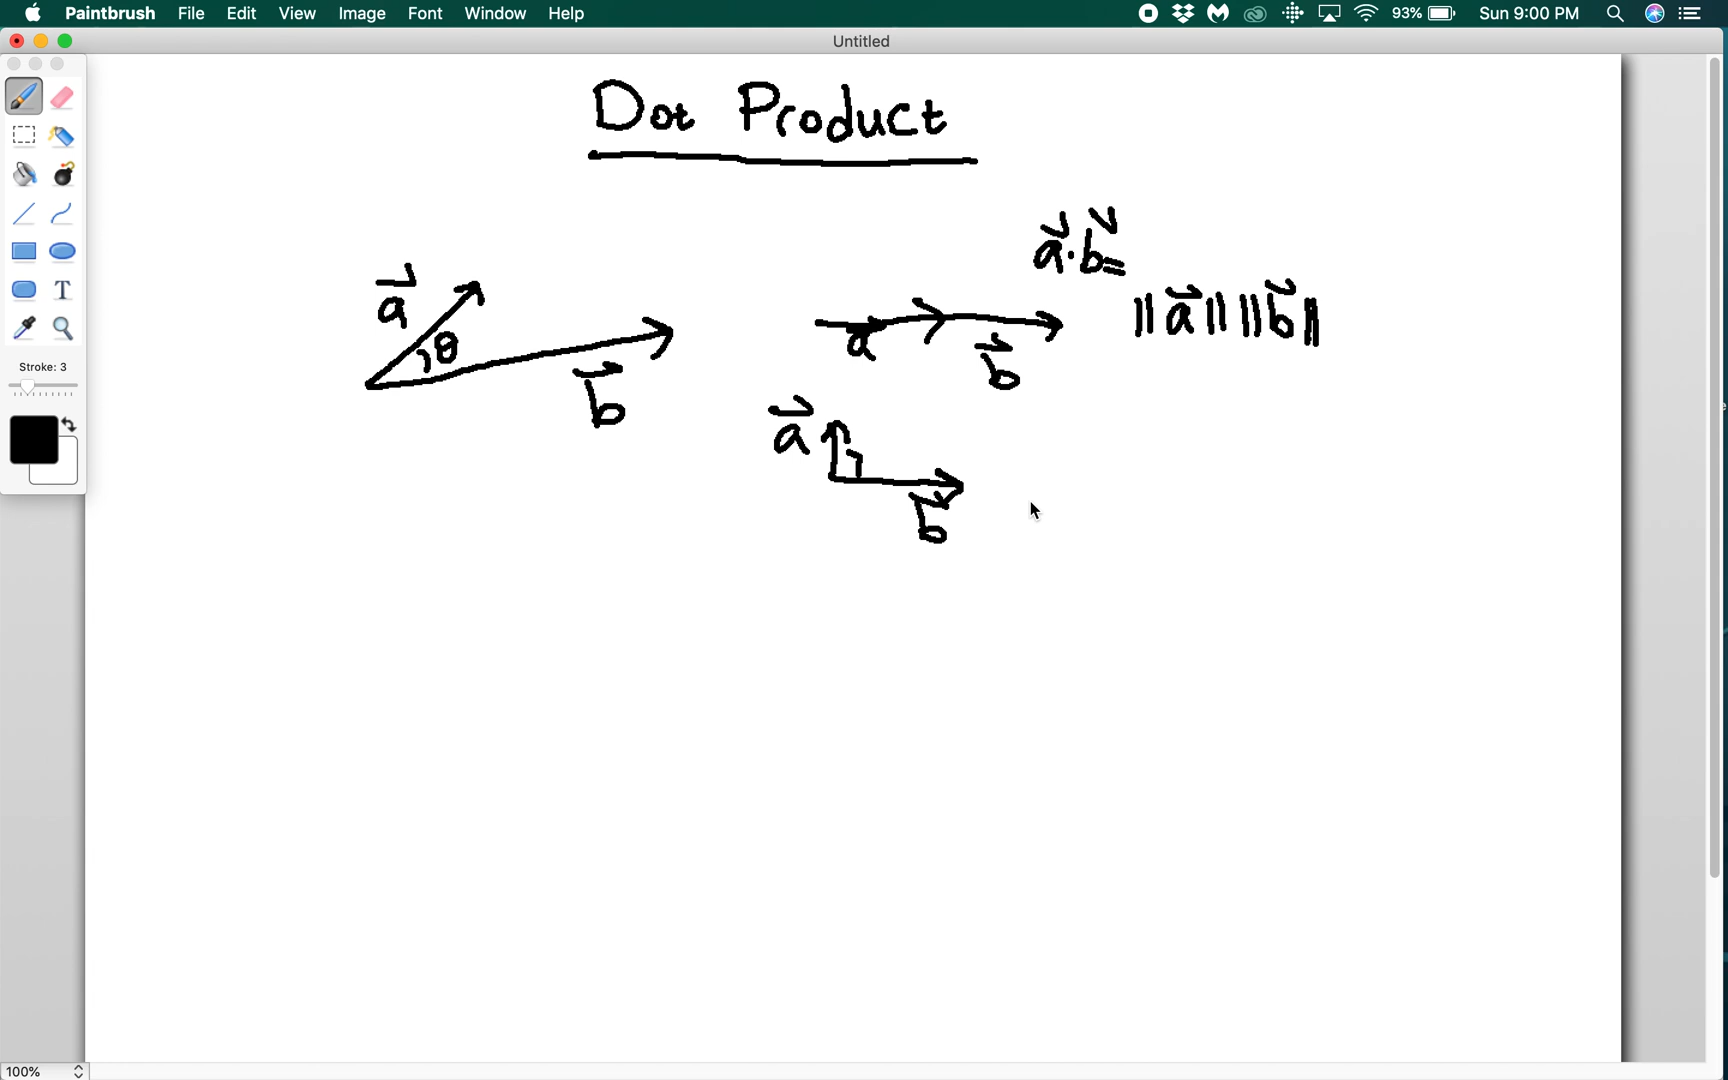 Paintbrush File Edit View Image Font Window Help 93% Sun 9:00 PM
Untitled
Dot Product
a⃗ θ b⃗
a⃗ b⃗
a⃗·b⃗=
‖a⃗‖ ‖b⃗‖
a⃗ b⃗
T
Stroke: 3
100%